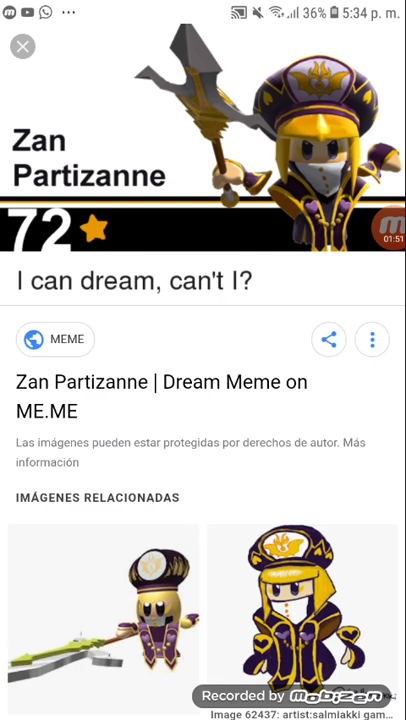 36% 5:34 p. m.
Zan
Partizanne
72
01:51
I can dream, can't I?
MEME
Zan Partizanne | Dream Meme on
ME.ME
Las imágenes pueden estar protegidas por derechos de autor. Más
información
IMÁGENES RELACIONADAS
Recorded by mobizen
Image 62437: artist:salmiakki gam...